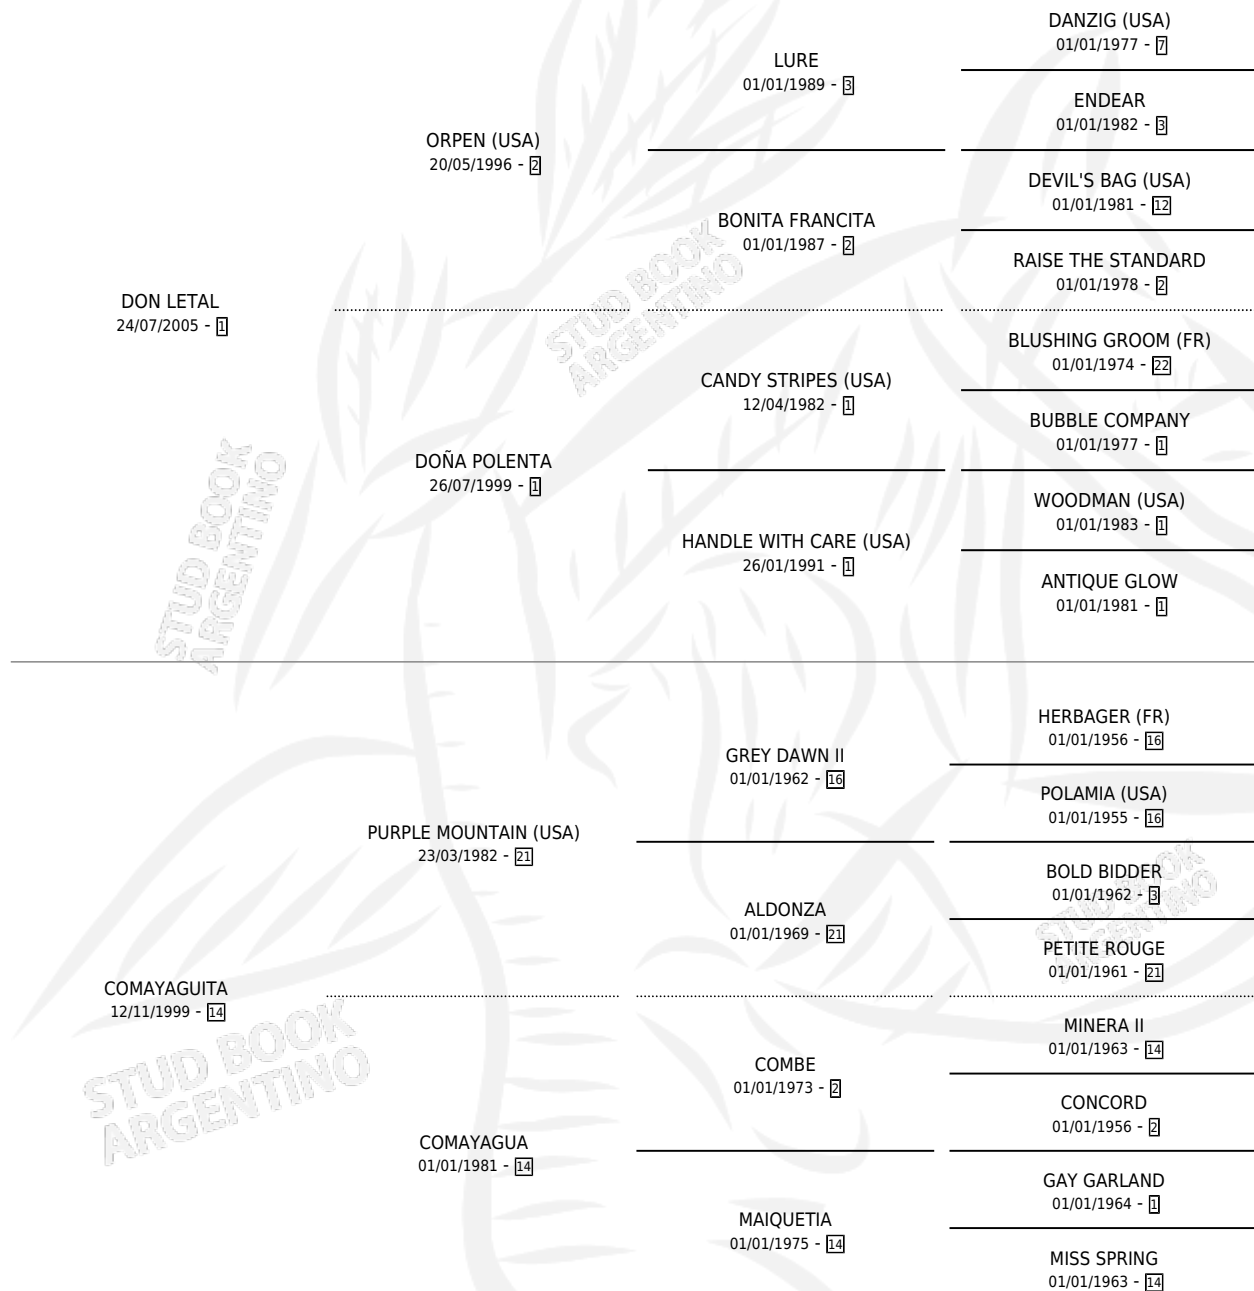 DON LETAL
24/07/2005 - 1
ORPEN (USA)
20/05/1996 - 2
DOÑA POLENTA
26/07/1999 - 1
LURE
01/01/1989 - 3
BONITA FRANCITA
01/01/1987 - 2
CANDY STRIPES (USA)
12/04/1982 - 1
HANDLE WITH CARE (USA)
26/01/1991 - 1
DANZIG (USA)
01/01/1977 - 7
ENDEAR
01/01/1982 - 3
DEVIL'S BAG (USA)
01/01/1981 - 12
RAISE THE STANDARD
01/01/1978 - 2
BLUSHING GROOM (FR)
01/01/1974 - 22
BUBBLE COMPANY
01/01/1977 - 1
WOODMAN (USA)
01/01/1983 - 1
ANTIQUE GLOW
01/01/1981 - 1
COMAYAGUITA
12/11/1999 - 14
PURPLE MOUNTAIN (USA)
23/03/1982 - 21
COMAYAGUA
01/01/1981 - 14
GREY DAWN II
01/01/1962 - 16
ALDONZA
01/01/1969 - 21
COMBE
01/01/1973 - 2
MAIQUETIA
01/01/1975 - 14
HERBAGER (FR)
01/01/1956 - 16
POLAMIA (USA)
01/01/1955 - 16
BOLD BIDDER
01/01/1962 - 3
PETITE ROUGE
01/01/1961 - 21
MINERA II
01/01/1963 - 14
CONCORD
01/01/1956 - 2
GAY GARLAND
01/01/1964 - 1
MISS SPRING
01/01/1963 - 14
STUD BOOK
ARGENTINO
STUD BOOK
ARGENTINO
STUD BOOK
ARGENTINO
STUD BOOK
ARGENTINO